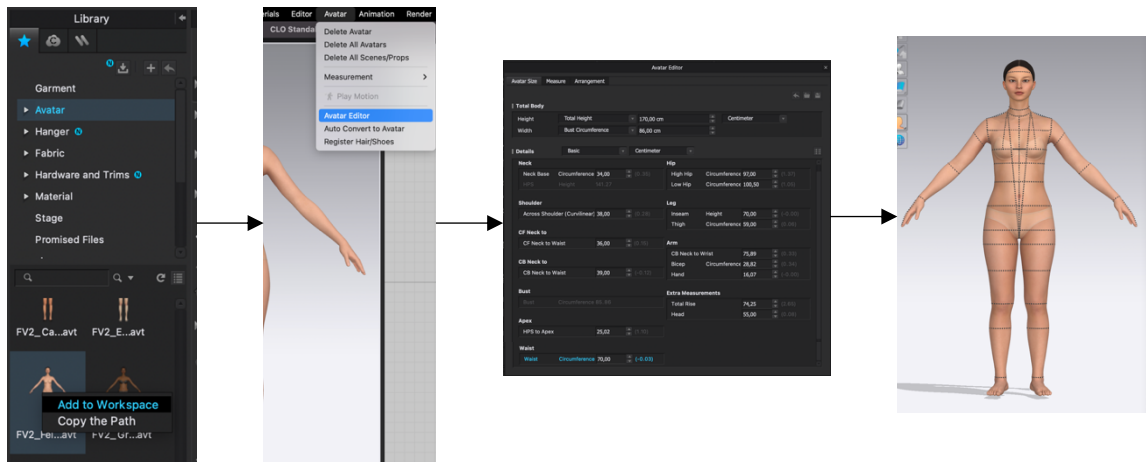 Library
Garment
Avatar
Hanger
Fabric
Hardware and Trims
Material
Stage
Promised Files
FV2_Ca...avt FV2_E...avt
Add to Workspace
Copy the Path
FV2_Fel...avt FV2_Gr...avt
erials Editor Avatar Animation Render
CLO Standa
Delete Avatar
Delete All Avatars
Delete All Scenes/Props
Measurement
Play Motion
Avatar Editor
Auto Convert to Avatar
Register Hair/Shoes
Avatar Editor
Avatar Size Measure Arrangement
Total Body
Height Total Height 170,00 cm Centimeter
Width Bust Circumference 86,00 cm
Details Basic Centimeter
Neck
Neck Base Circumference 34,00
HPS Height
Shoulder
Across Shoulder (Curvilinear) 38,00
CF Neck to
CF Neck to Waist 36,00
CB Neck to
CB Neck to Waist 39,00
Bust
Bust Circumference
Apex
HPS to Apex 25,02
Waist
Waist Circumference 70,00 (-0.03)
Hip
High Hip Circumference 97,00
Low Hip Circumference 100,50
Leg
Inseam Height 70,00
Thigh Circumference 59,00
Arm
CB Neck to Wrist 75,89
Bicep Circumference 28,82
Hand 16,07
Extra Measurements
Total Rise 74,25
Head 55,00